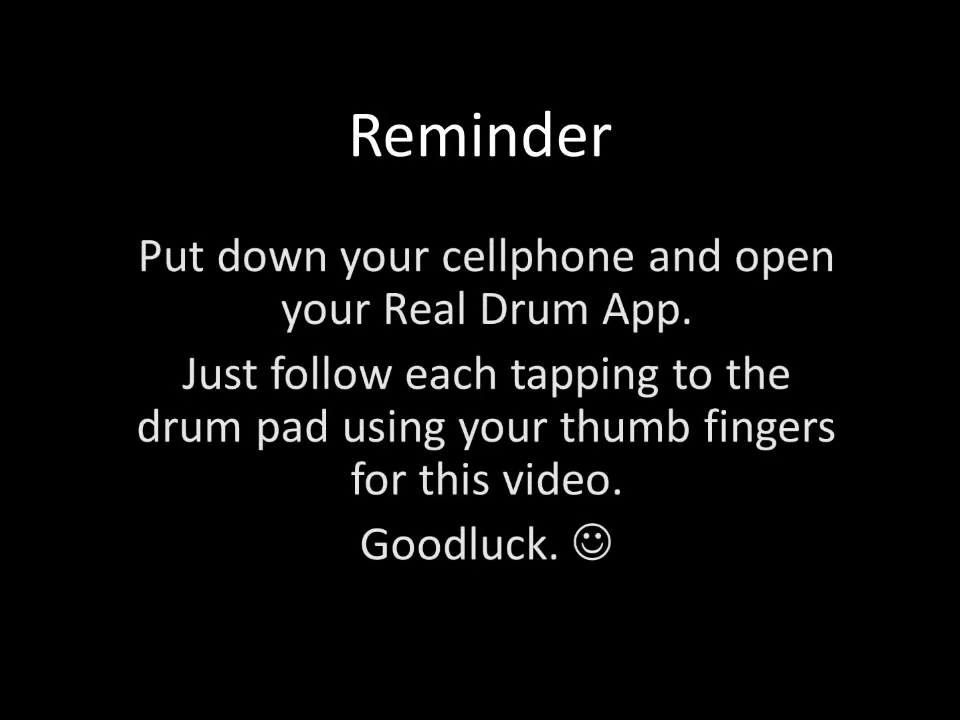 Reminder
Put down your cellphone and open
your Real Drum App.
Just follow each tapping to the
drum pad using your thumb fingers
for this video.
Goodluck. ☺